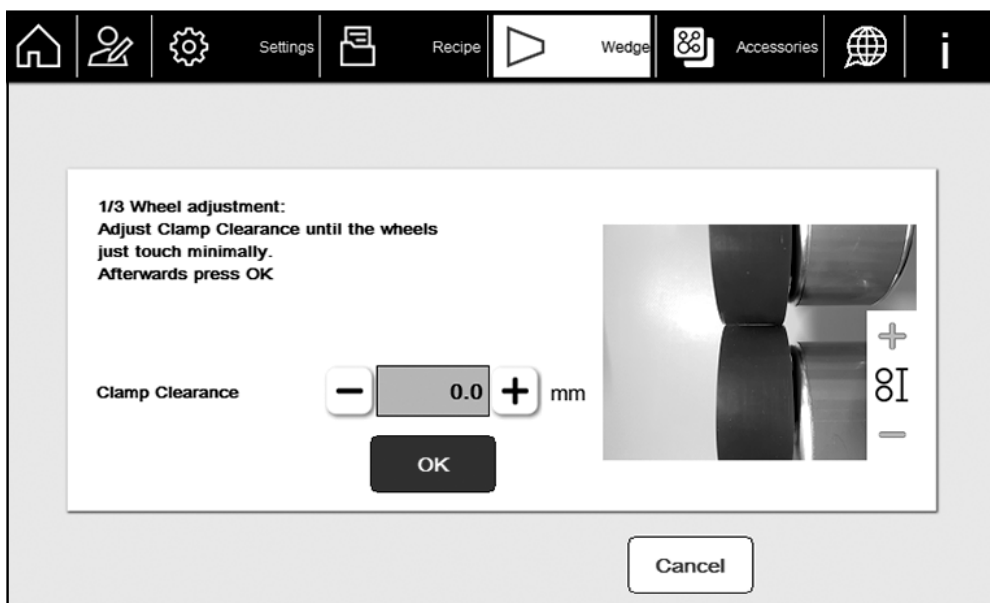 Settings
Recipe
Wedge
Accessories
i
1/3 Wheel adjustment:
Adjust Clamp Clearance until the wheels
just touch minimally.
Afterwards press OK
Clamp Clearance
0.0
mm
OK
Cancel